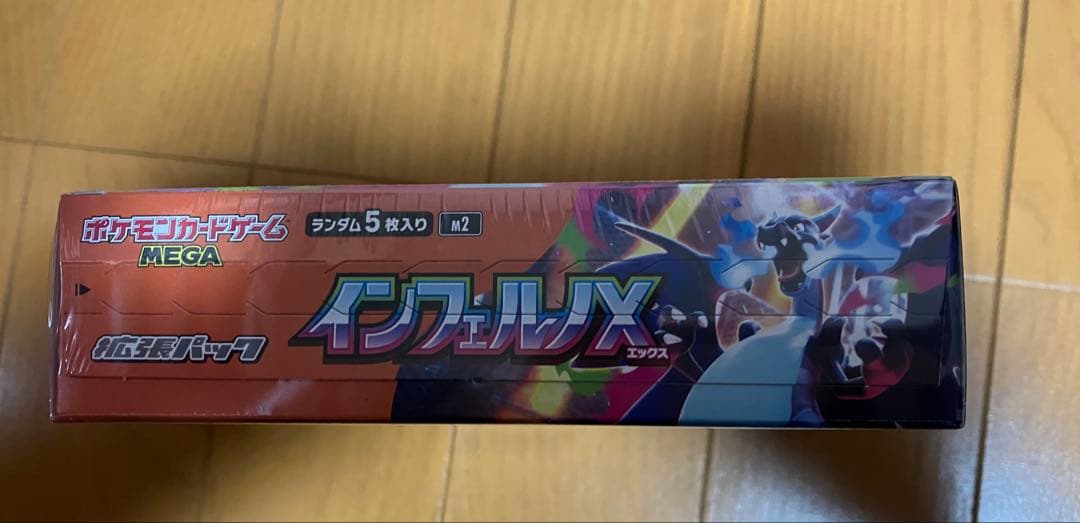 ポケモンカードゲーム
MEGA
ランダム5枚入り
M2
インフェルノX
エックス
拡張パック